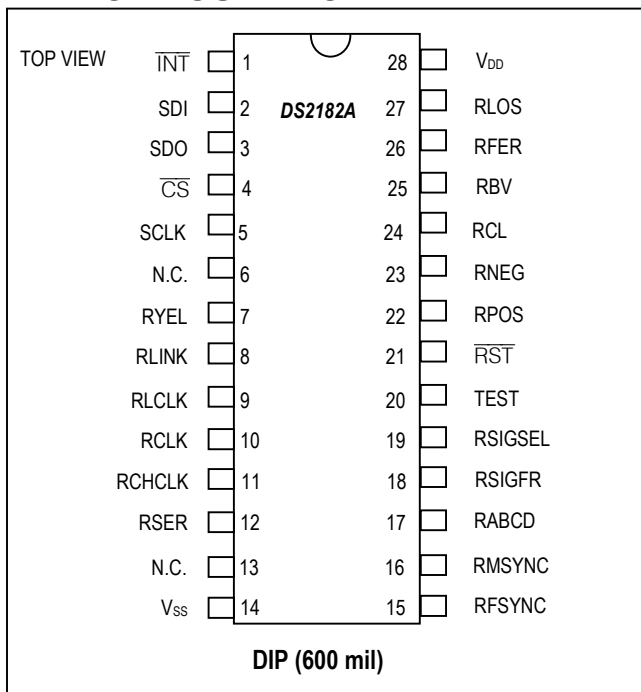 TOP VIEW I̅N̅T̅ 1 28 VDD
SDI 2 DS2182A 27 RLOS
SDO 3 26 RFER
C̅S̅ 4 25 RBV
SCLK 5 24 RCL
N.C. 6 23 RNEG
RYEL 7 22 RPOS
RLINK 8 21 R̅S̅T̅
RLCLK 9 20 TEST
RCLK 10 19 RSIGSEL
RCHCLK 11 18 RSIGFR
RSER 12 17 RABCD
N.C. 13 16 RMSYNC
Vss 14 15 RFSYNC
DIP (600 mil)